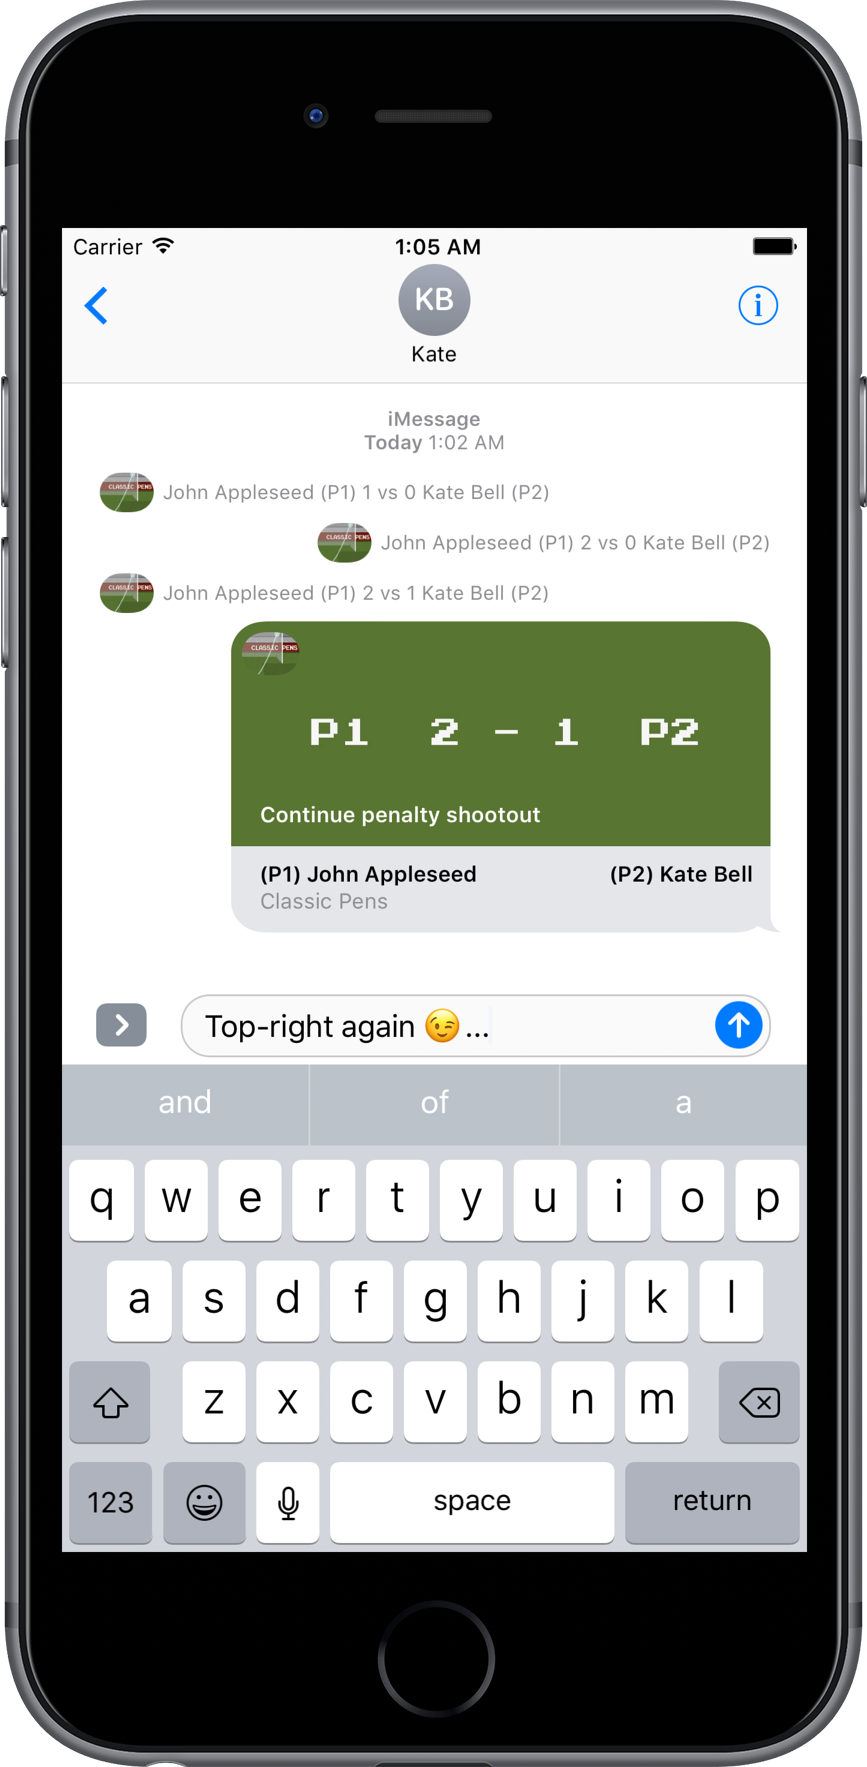 Carrier 1:05 AM
KB
Kate
iMessage
Today 1:02 AM
CLASSIC PENS John Appleseed (P1) 1 vs 0 Kate Bell (P2)
CLASSIC PENS John Appleseed (P1) 2 vs 0 Kate Bell (P2)
CLASSIC PENS John Appleseed (P1) 2 vs 1 Kate Bell (P2)
CLASSIC PENS
P1 2 - 1 P2
Continue penalty shootout
(P1) John Appleseed (P2) Kate Bell
Classic Pens
Top-right again 😉...
and of a
q w e r t y u i o p
a s d f g h j k l
z x c v b n m
123 space return